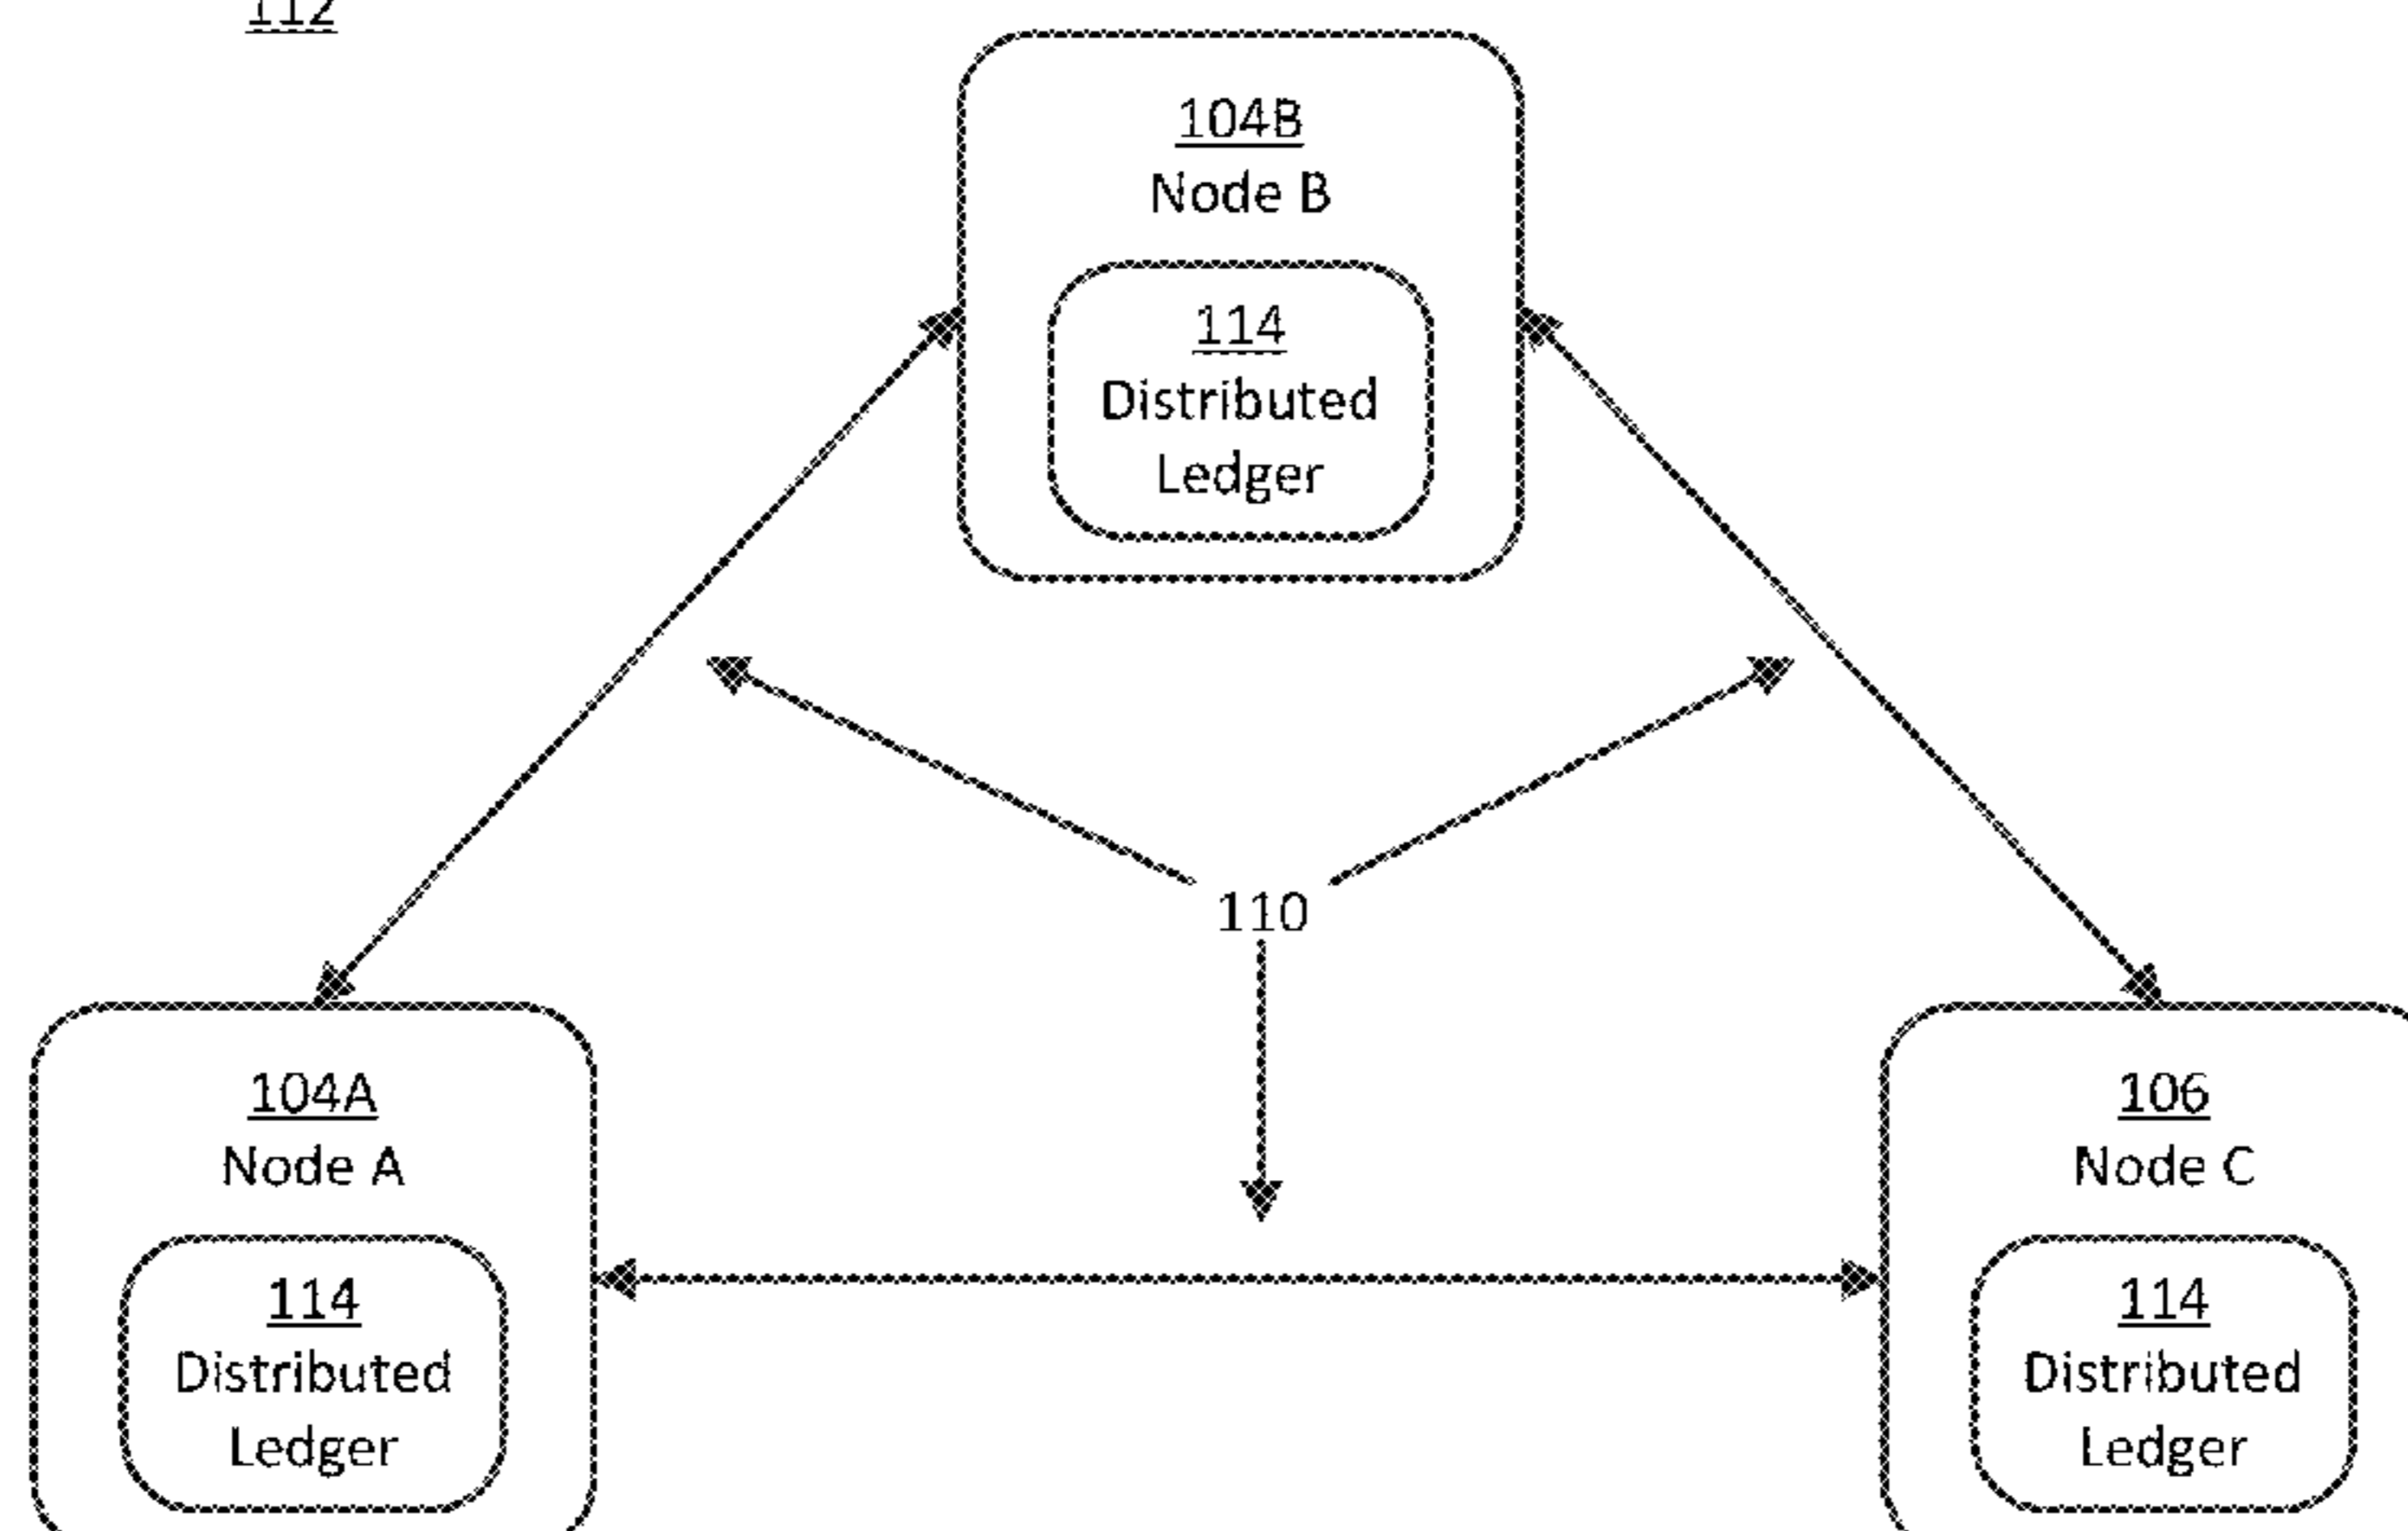 112
104B
Node B
114
Distributed
Ledger
110
104A
Node A
114
Distributed
Ledger
106
Node C
114
Distributed
Ledger